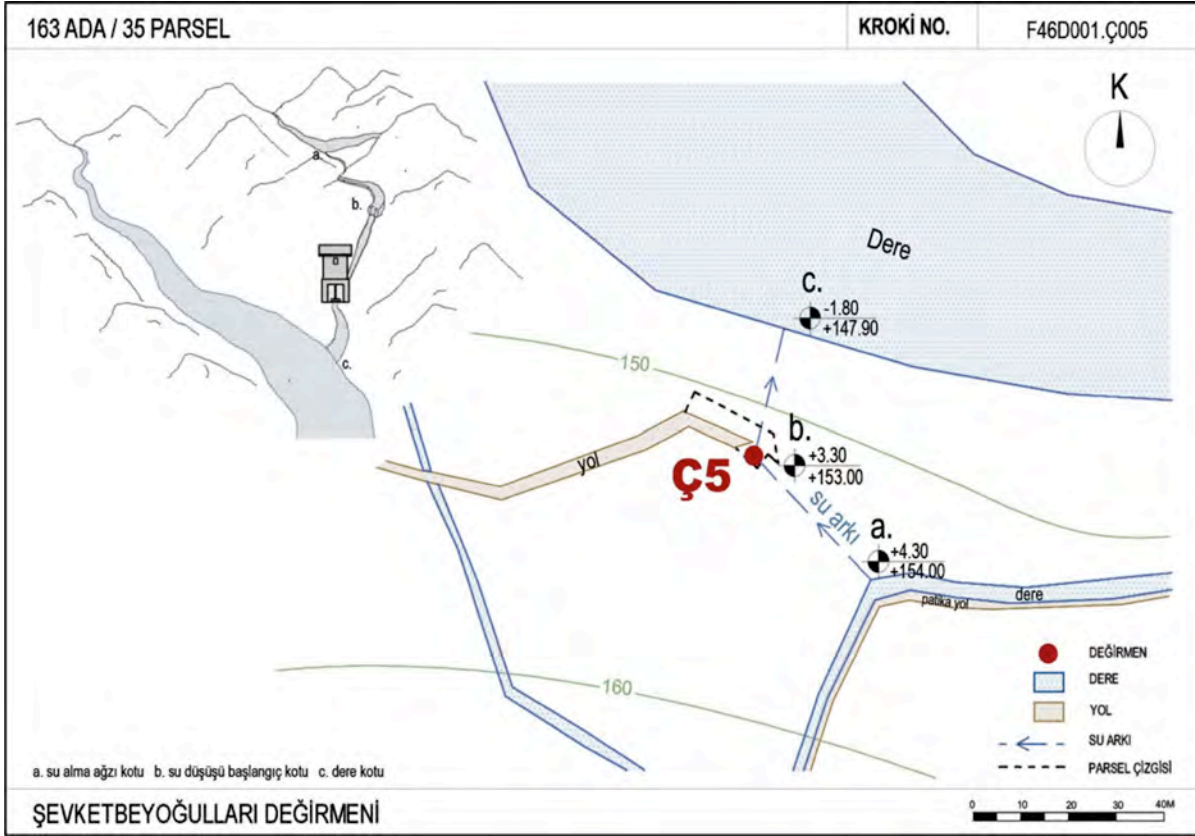 163 ADA / 35 PARSEL
KROKİ NO.
F46D001.Ç005
K
a.
b.
c.
Dere
c.
-1.80
+147.90
150
yol
b.
+3.30
+153.00
Ç5
su arkı
a.
+4.30
+154.00
dere
patika yol
160
DEĞİRMEN
DERE
YOL
SU ARKI
PARSEL ÇİZGİSİ
a. su alma ağzı kotu b. su düşüşü başlangıç kotu c. dere kotu
ŞEVKETBEYOĞULLARI DEĞİRMENİ
0 10 20 30 40M